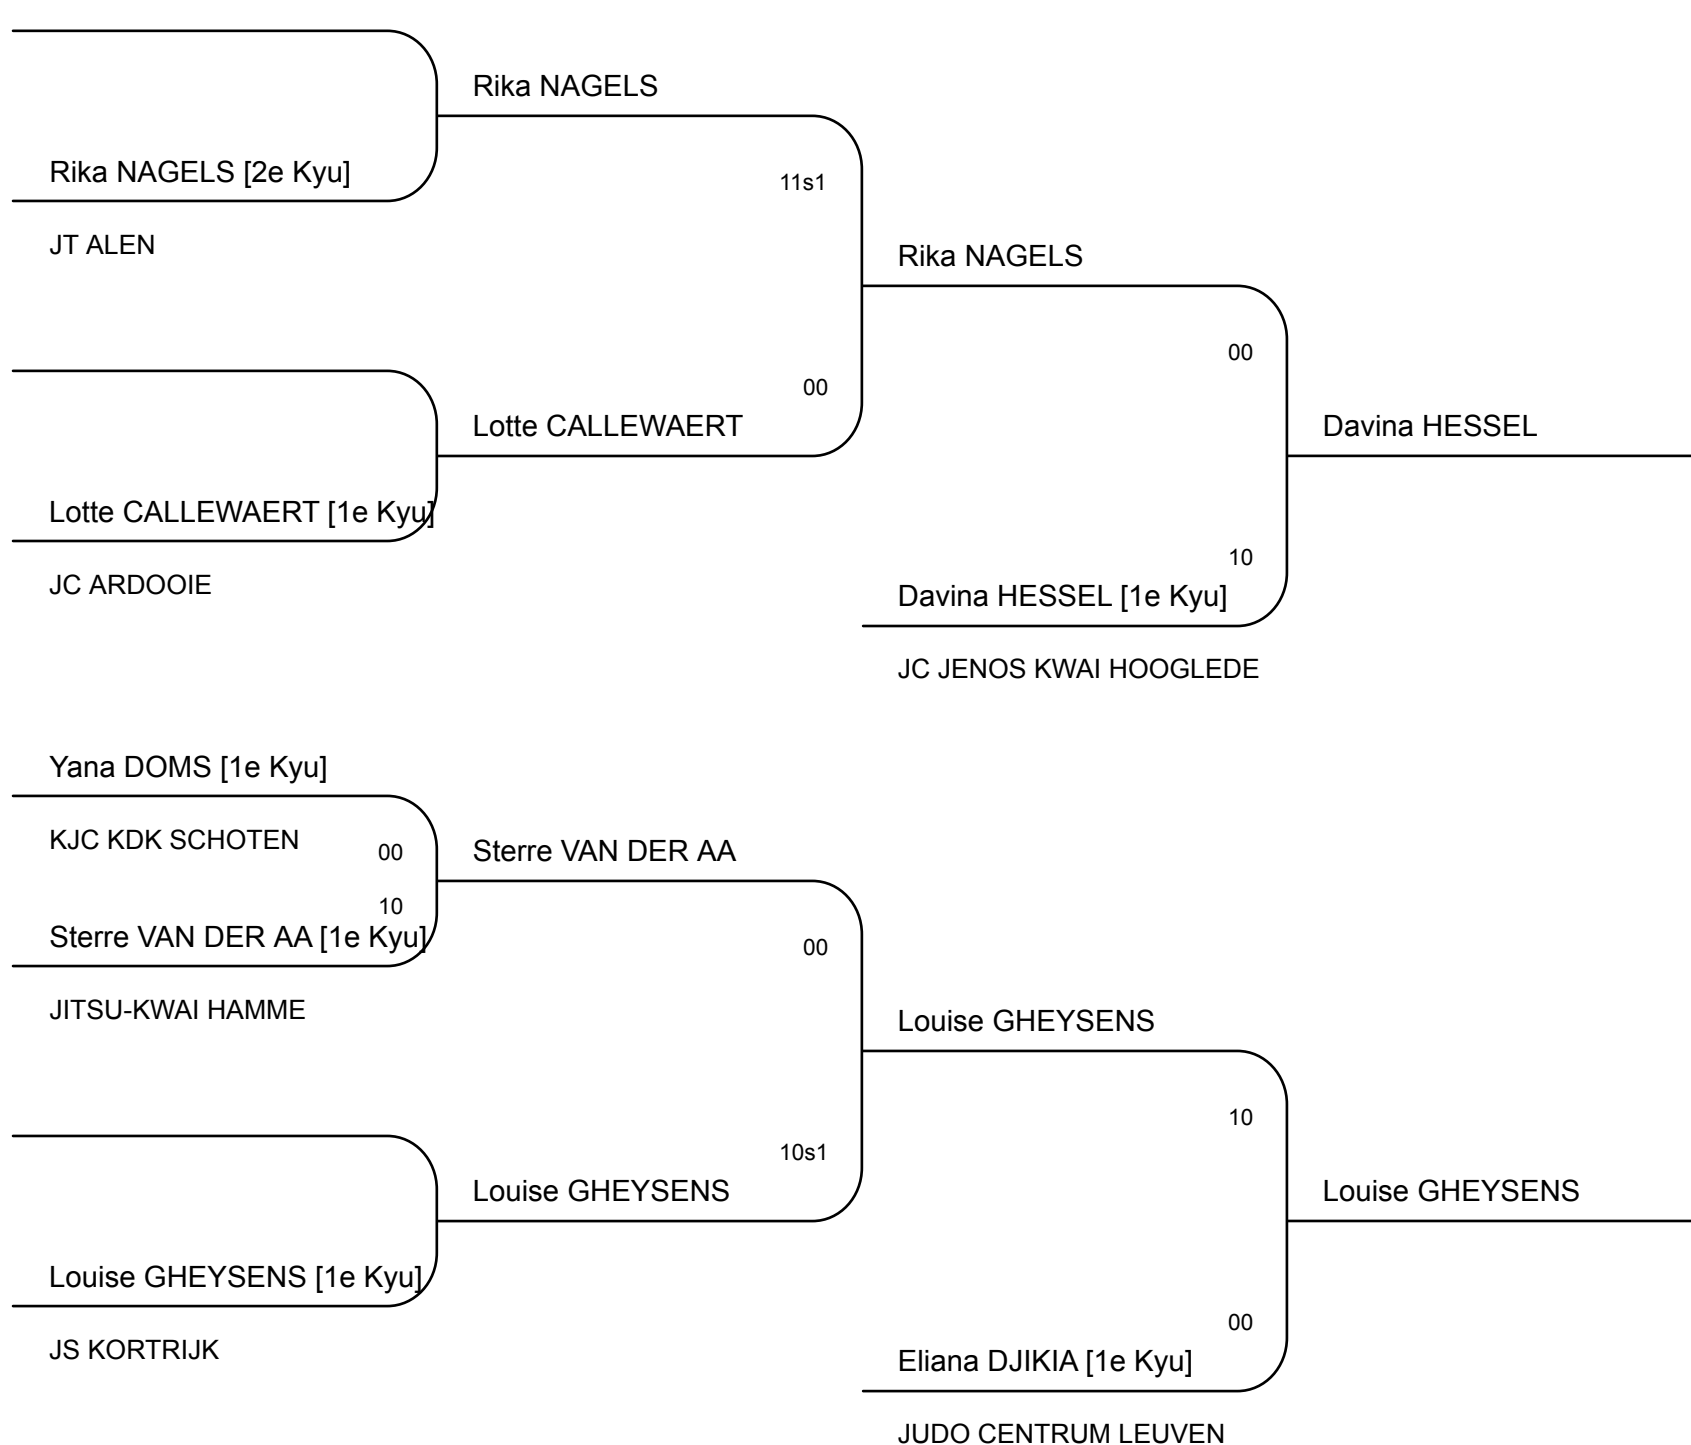 Rika NAGELS
Rika NAGELS [2e Kyu]
11s1
JT ALEN
Rika NAGELS
00
00
Lotte CALLEWAERT
Davina HESSEL
Lotte CALLEWAERT [1e Kyu]
10
JC ARDOOIE
Davina HESSEL [1e Kyu]
JC JENOS KWAI HOOGLEDE
Yana DOMS [1e Kyu]
KJC KDK SCHOTEN
00
Sterre VAN DER AA
10
Sterre VAN DER AA [1e Kyu]
00
JITSU-KWAI HAMME
Louise GHEYSENS
10
10s1
Louise GHEYSENS
Louise GHEYSENS
Louise GHEYSENS [1e Kyu]
00
JS KORTRIJK
Eliana DJIKIA [1e Kyu]
JUDO CENTRUM LEUVEN